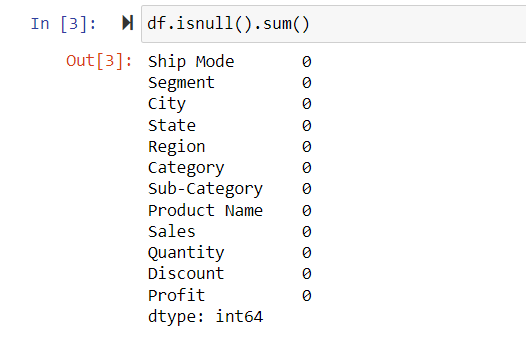 In [3]: df.isnull().sum()
Out[3]: Ship Mode 0
Segment 0
City 0
State 0
Region 0
Category 0
Sub-Category 0
Product Name 0
Sales 0
Quantity 0
Discount 0
Profit 0
dtype: int64